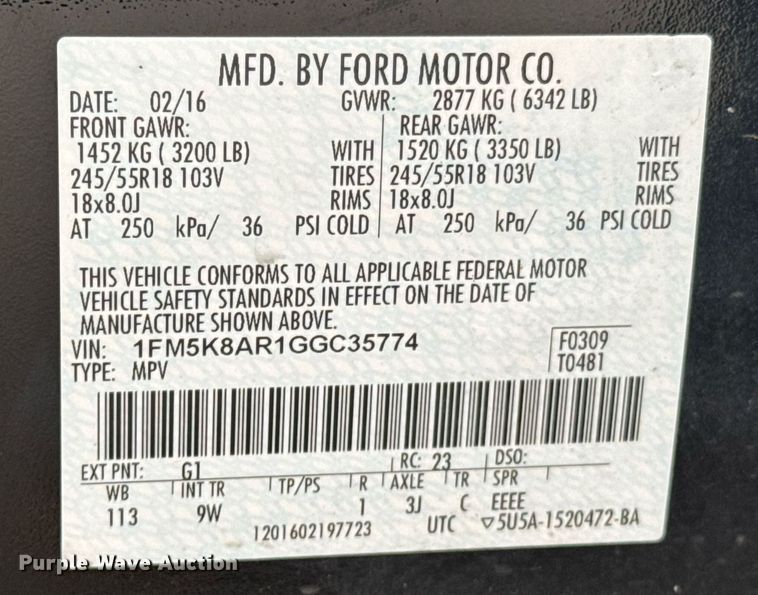 MFD. BY FORD MOTOR CO.
DATE: 02/16 GVWR: 2877 KG ( 6342 LB)
FRONT GAWR: REAR GAWR:
1452 KG ( 3200 LB) WITH 1520 KG ( 3350 LB) WITH
245/55R18 103V TIRES 245/55R18 103V TIRES
18x8.0J RIMS 18x8.0J RIMS
AT 250 kPa/ 36 PSI COLD AT 250 kPa/ 36 PSI COLD
THIS VEHICLE CONFORMS TO ALL APPLICABLE FEDERAL MOTOR
VEHICLE SAFETY STANDARDS IN EFFECT ON THE DATE OF
MANUFACTURE SHOWN ABOVE.
VIN: 1FM5K8AR1GGC35774 F0309
TYPE: MPV T0481
EXT PNT: G1 RC: 23 DSO:
WB INT TR TP/PS R AXLE TR SPR
113 9W 1 3J C EEEE
1201602197723 UTC ▽5U5A-1520472-BA
Purple Wave Auction